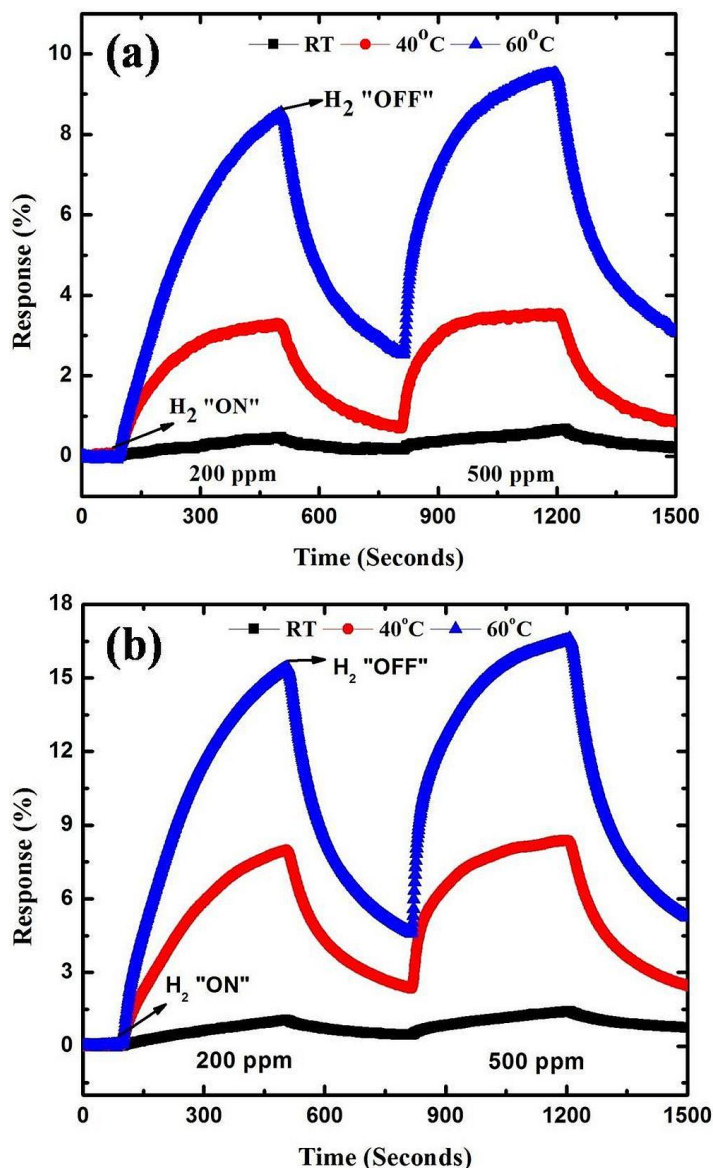 (a)
RT 40°C 60°C
10
8
6
4
2
0
Response (%)
H₂ "OFF"
H₂ "ON"
200 ppm 500 ppm
0 300 600 900 1200 1500
Time (Seconds)
(b)
RT 40°C 60°C
18
15
12
9
6
3
0
Response (%)
H₂ "OFF"
H₂ "ON"
200 ppm 500 ppm
0 300 600 900 1200 1500
Time (Seconds)